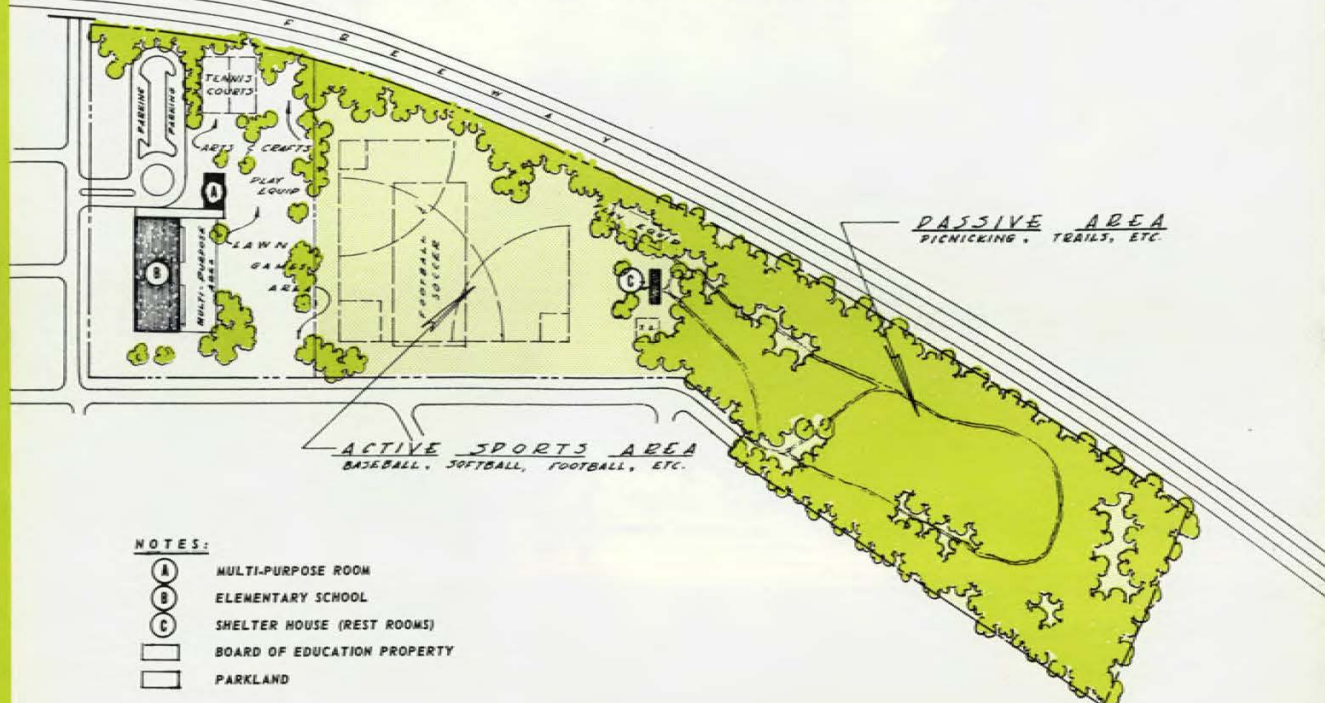 FREEWAY
TENNIS
COURTS
PARKING
PARKING
ARTS & CRAFTS
PLAY
EQUIP
A
LAWN
GAMES
AREA
B
MULTI-PURPOSE
AREA
FOOTBALL
SOCCER
EQUIP
C
PASSIVE AREA
PICNICKING, TRAILS, ETC.
ACTIVE SPORTS AREA
BASEBALL, SOFTBALL, FOOTBALL, ETC.
NOTES:
A MULTI-PURPOSE ROOM
B ELEMENTARY SCHOOL
C SHELTER HOUSE (REST ROOMS)
BOARD OF EDUCATION PROPERTY
PARKLAND